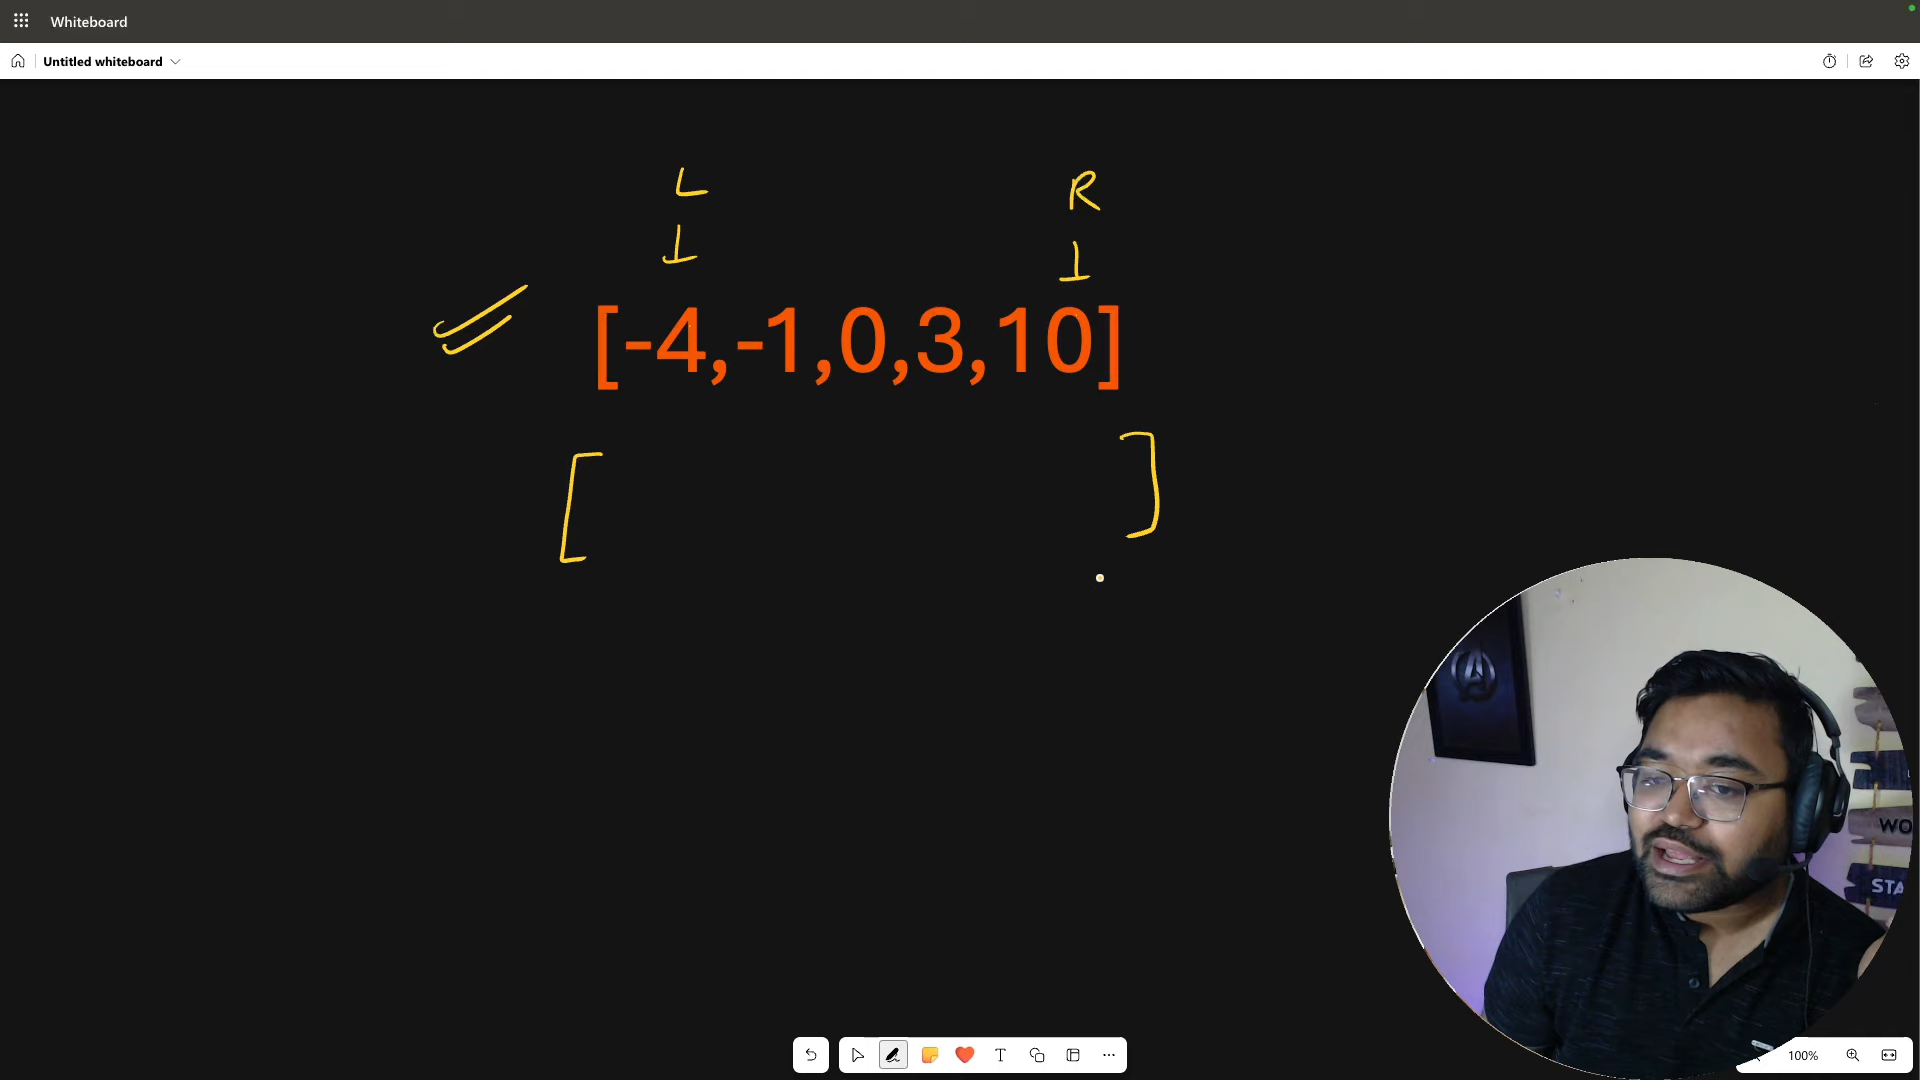 Whiteboard
Untitled whiteboard
L R
[-4,-1,0,3,10]
[ ]
WO
STA
T
100%